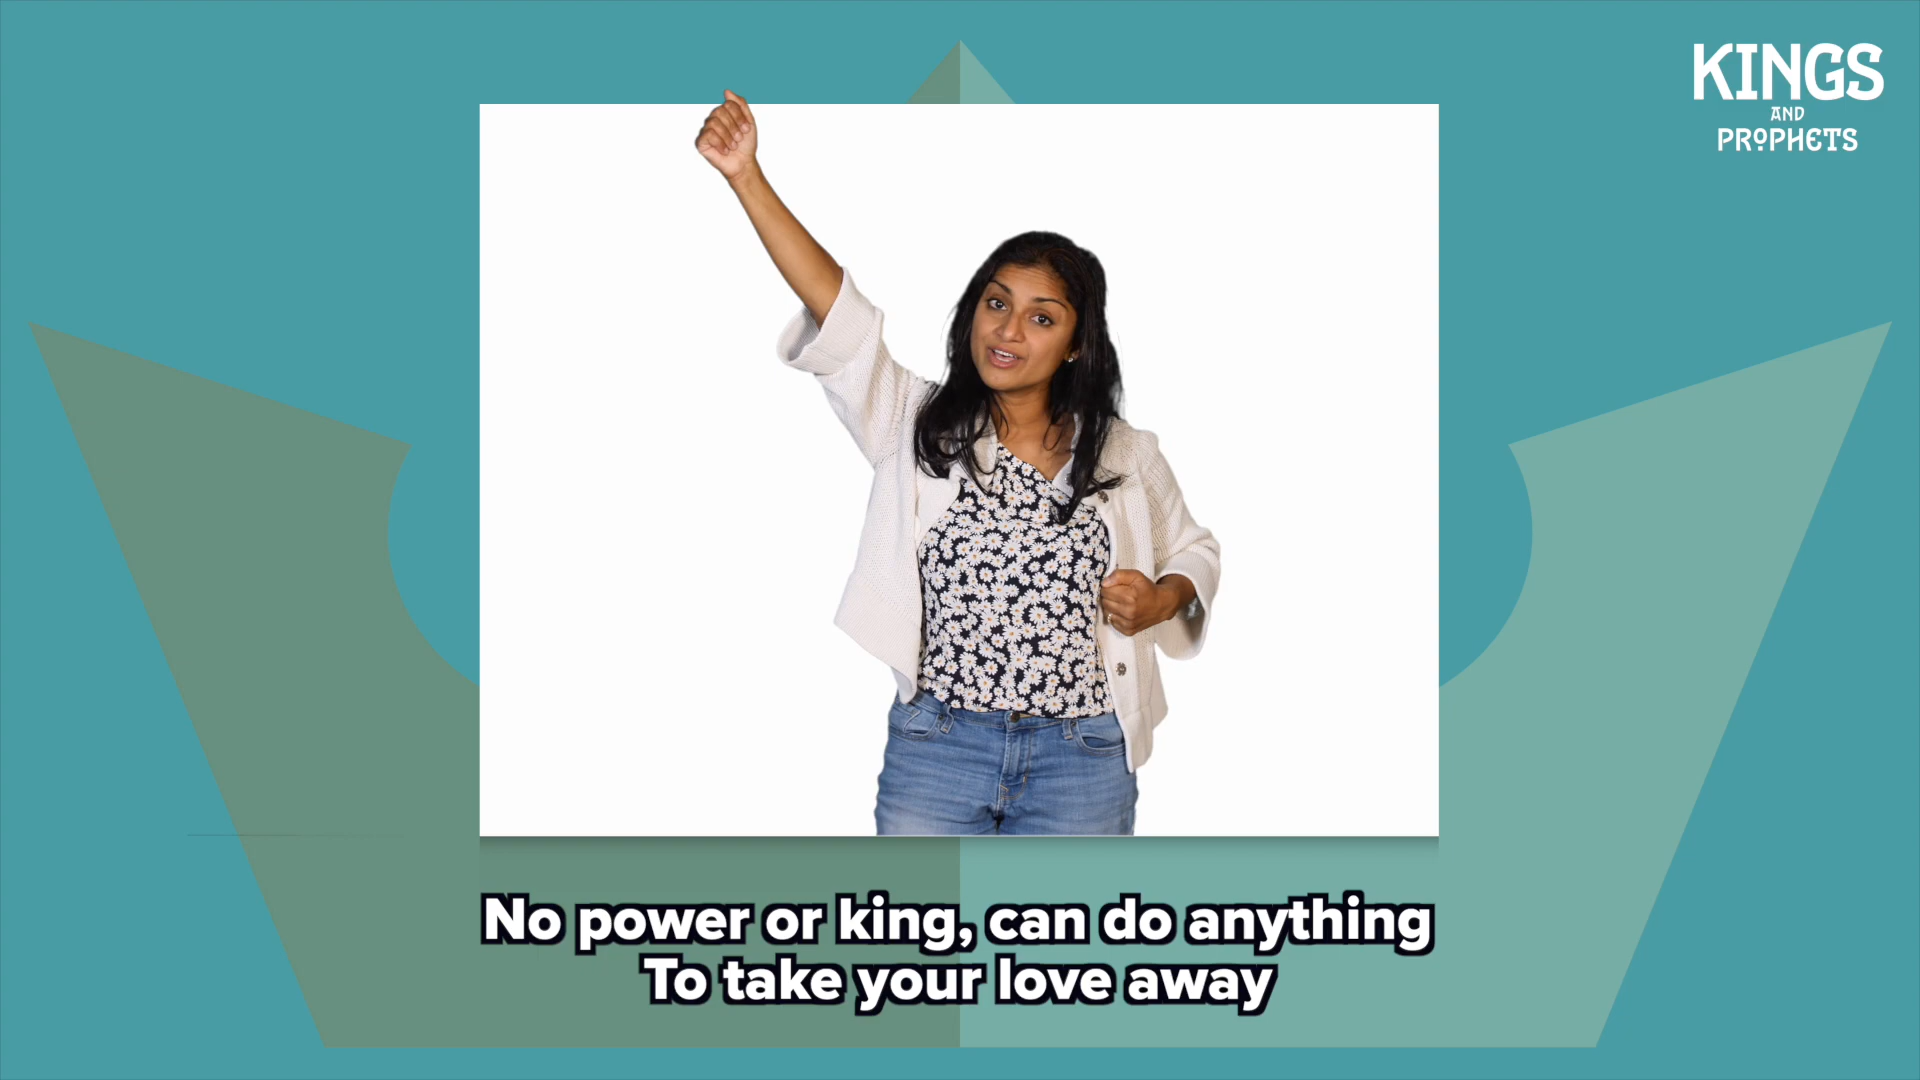 KINGS
AND
PROPHETS
No power or king, can do anything
To take your love away